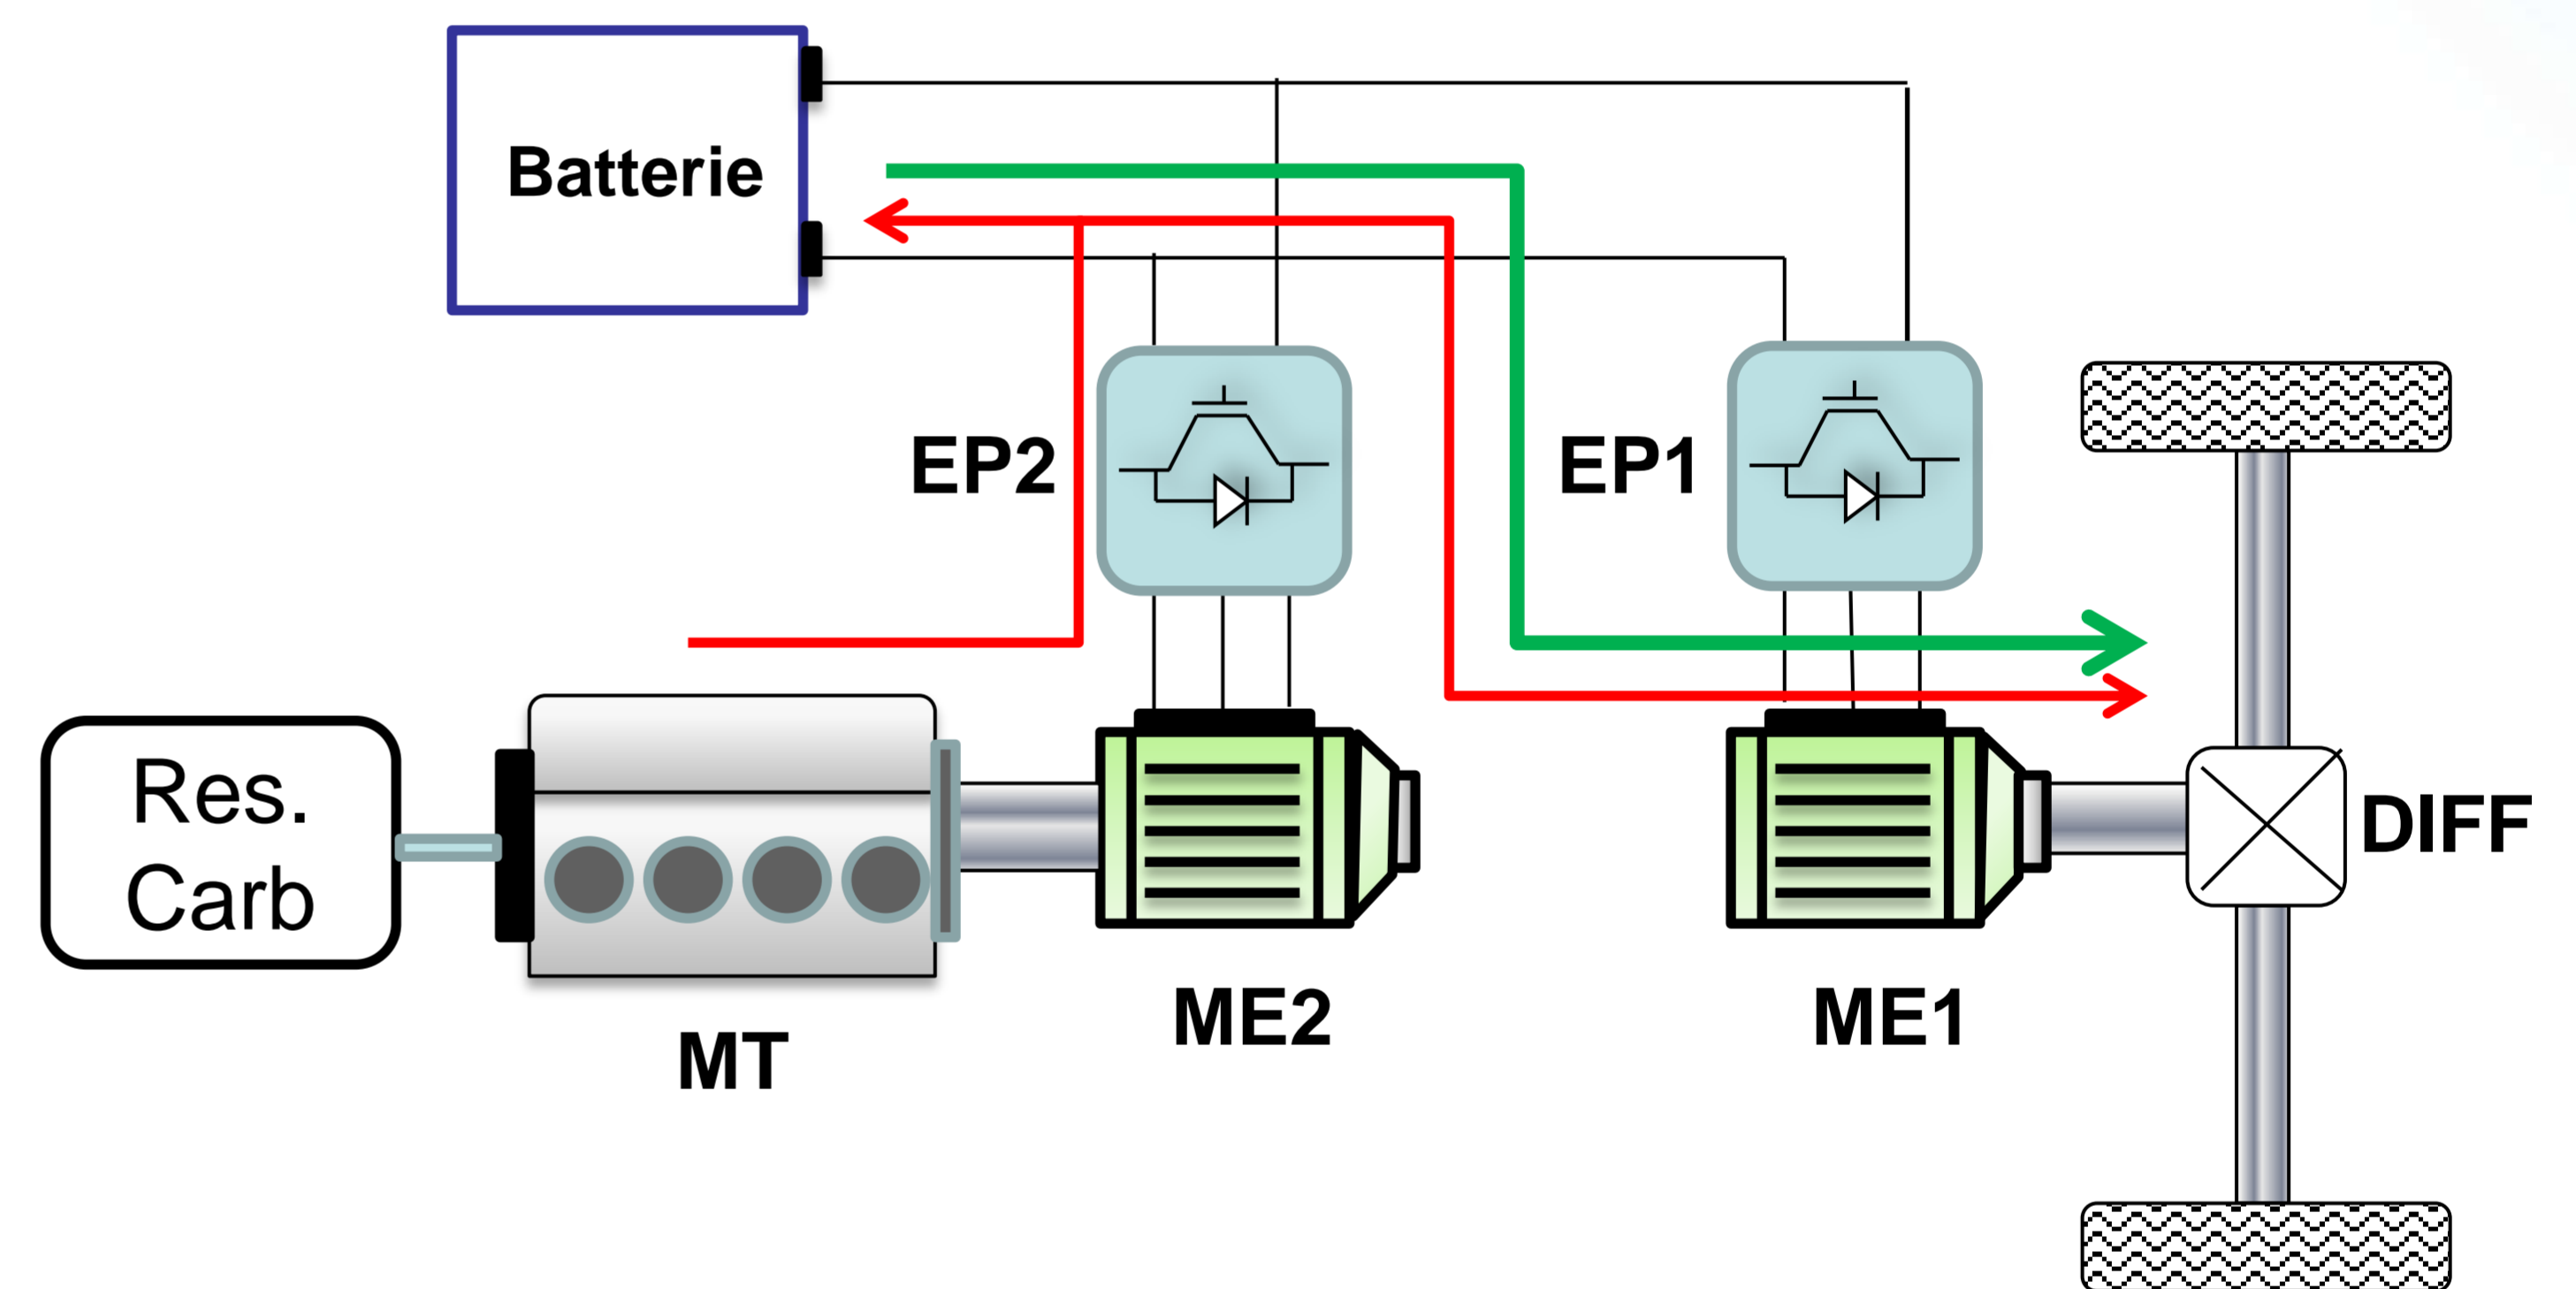 Batterie
EP2
EP1
Res.
Carb
DIFF
ME2
ME1
MT